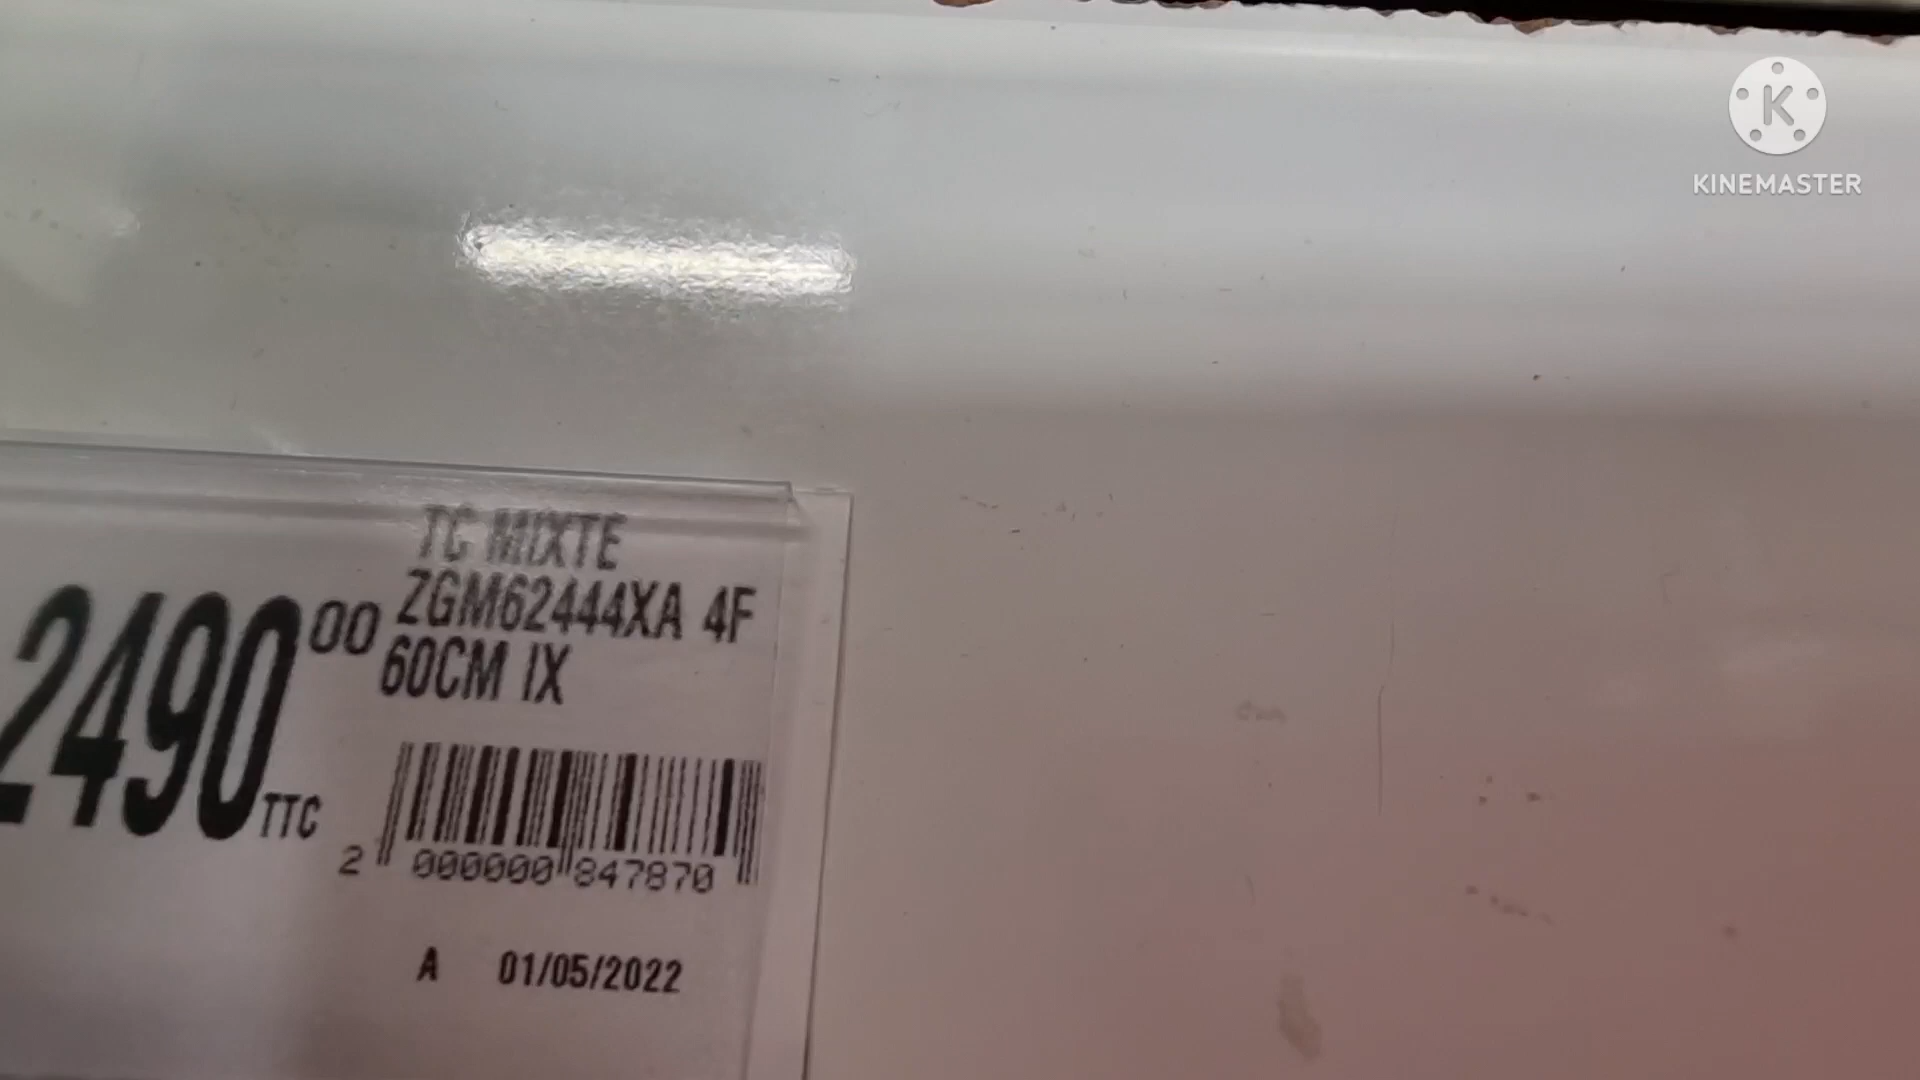 K
KINEMASTER
TC MIXTE
ZGM62444XA 4F
60CM IX
2490 00
TTC
2 000000 847870
A 01/05/2022